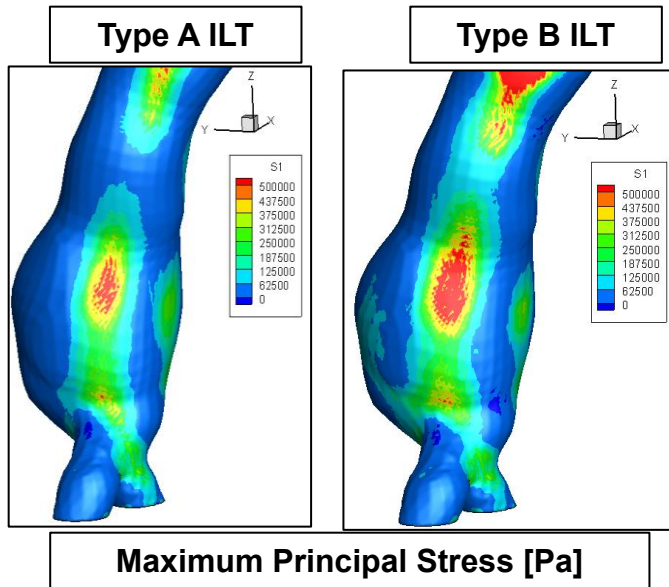 Type A ILT
Type B ILT
Z
Y
X
S1
500000
437500
375000
312500
250000
187500
125000
62500
0
Z
Y
X
S1
500000
437500
375000
312500
250000
187500
125000
62500
0
Maximum Principal Stress [Pa]